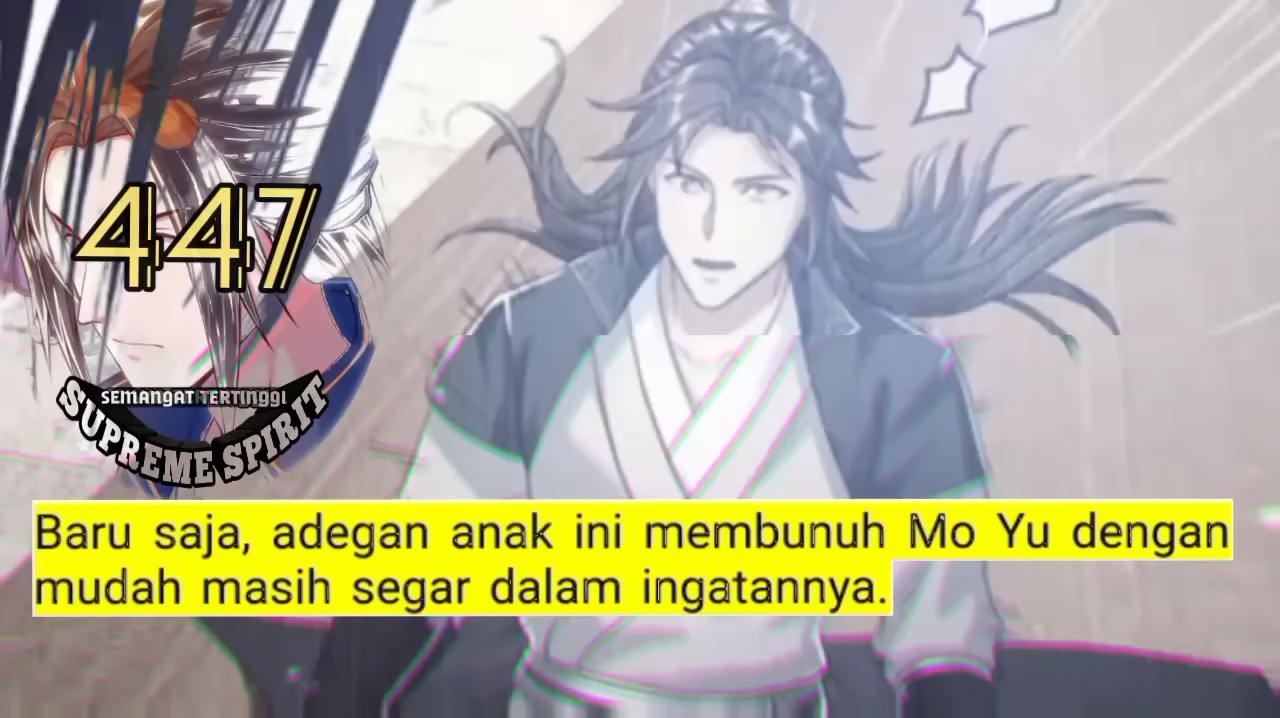 447
SEMANGAT TERTINGGI
SUPREME SPIRIT
Baru saja, adegan anak ini membunuh Mo Yu dengan
mudah masih segar dalam ingatannya.